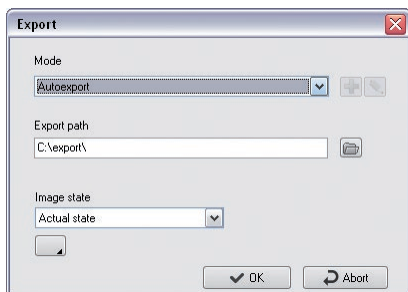 Export
Mode
Autoexport
Export path
C:\export\
Image state
Actual state
OK
Abort